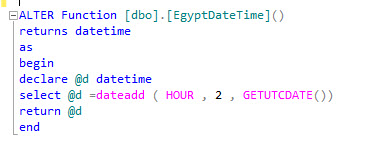 ALTER Function [dbo].[EgyptDateTime]()
returns datetime
as
begin
declare @d datetime
select @d =dateadd ( HOUR , 2 , GETUTCDATE())
return @d
end